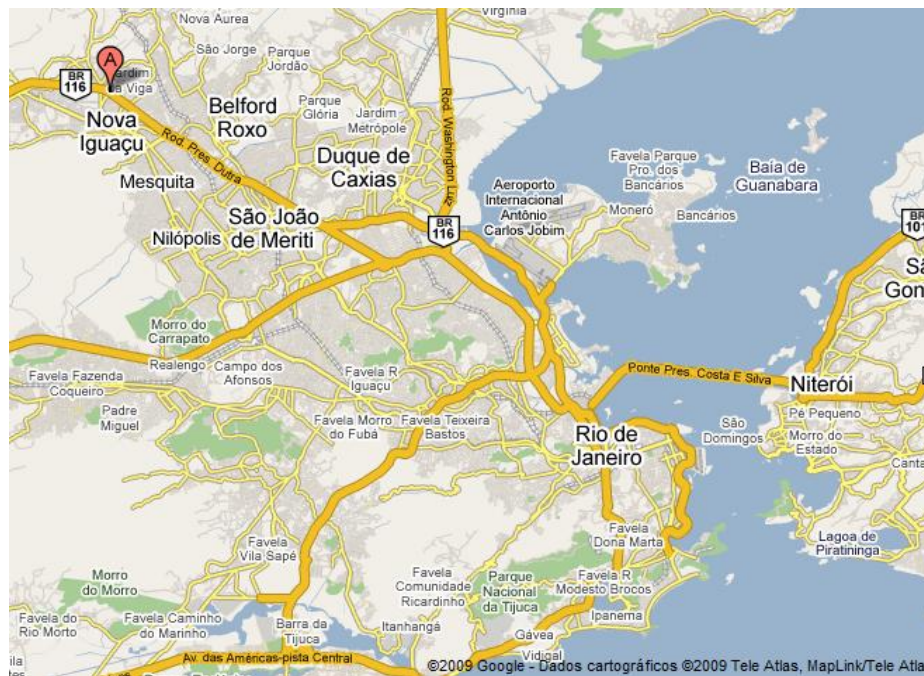 Nova Aurea
Virgínia
São Jorge
Parque
Jordão
A
Jardim
da Viga
BR
116
Nova
Iguaçu
Belford
Roxo
Parque
Glória
Jardim
Metrópole
Rod. Washington Luiz
Rod. Pres. Dutra
Duque de
Caxias
Mesquita
Favela Parque
Pro. dos
Bancários
Baía de
Guanabara
Aeroporto
Internacional
Antônio
Carlos Jobim
Moneró
Bancários
São João
de Meriti
Nilópolis
BR
116
BR
101
Morro do
Carrapato
Realengo
Campo dos
Afonsos
Favela R
Iguaçu
Ponte Pres. Costa E Silva
Niterói
Favela Fazenda
Coqueiro
Padre
Miguel
Favela Morro
do Fubá
Favela Teixeira
Bastos
Rio de
Janeiro
São
Domingos
Pé Pequeno
Morro do
Estado
Favela
Vila Sapé
Favela
Dona Marta
Lagoa de
Piratininga
Morro
do Morro
Favela
Comunidade
Ricardinho
Parque
Nacional
da Tijuca
Favela R
Modesto Brocos
Favela do
Rio Morto
Favela Caminho
do Marinho
Barra da
Tijuca
Itanhangá
Ipanema
Gávea
Vidigal
Av. das Américas-pista Central
©2009 Google - Dados cartográficos ©2009 Tele Atlas, MapLink/Tele Atla